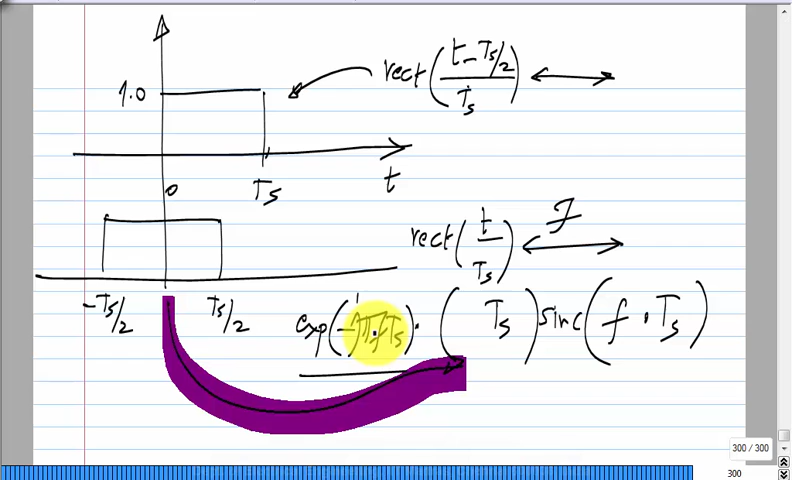 1.0
rect((t-Ts/2)/Ts)
0
Ts
t
rect(t/Ts)
F
-Ts/2
Ts/2
exp(-jπfTs)·(Ts)sinc(f·Ts)
300 / 300
300